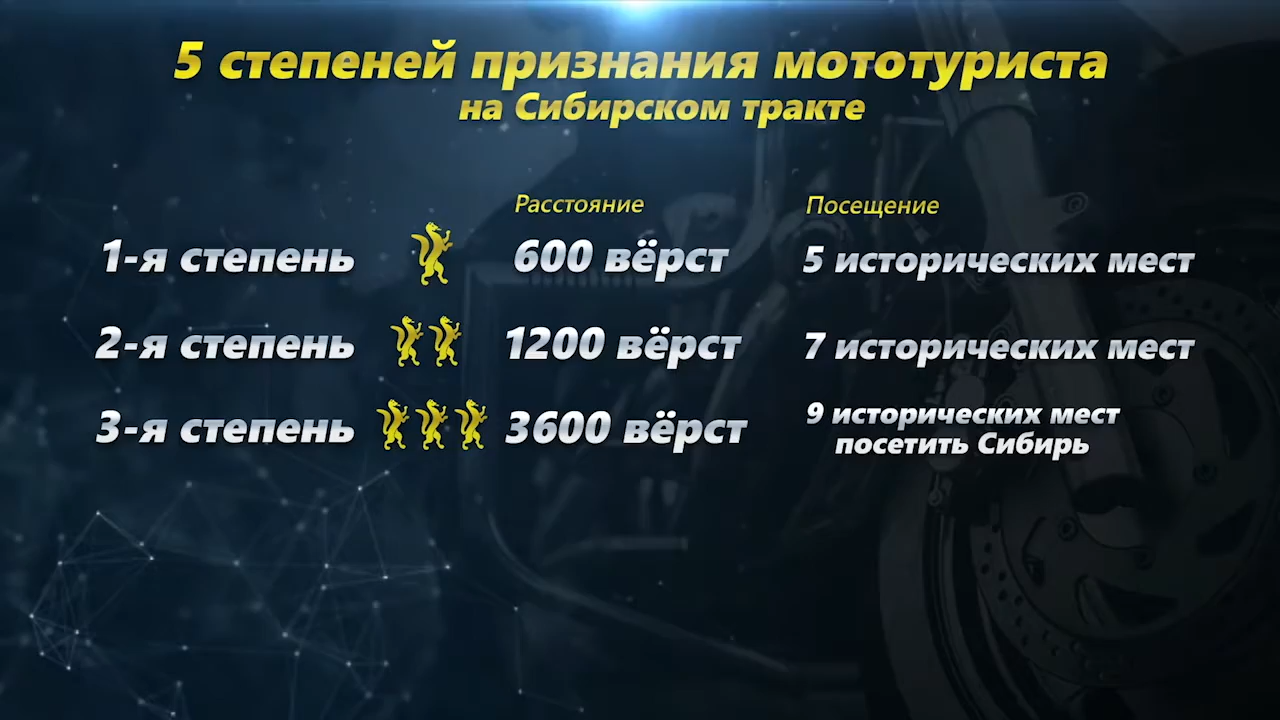 5 степеней признания мототуриста
на Сибирском тракте
Расстояние Посещение
1-я степень 600 вёрст 5 исторических мест
2-я степень 1200 вёрст 7 исторических мест
3-я степень 3600 вёрст 9 исторических мест
посетить Сибирь